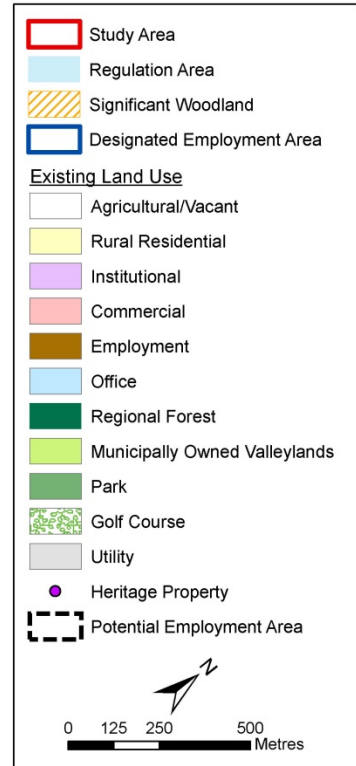 Study Area
Regulation Area
Significant Woodland
Designated Employment Area
Existing Land Use
Agricultural/Vacant
Rural Residential
Institutional
Commercial
Employment
Office
Regional Forest
Municipally Owned Valleylands
Park
Golf Course
Utility
Heritage Property
Potential Employment Area
N
0 125 250 500
Metres